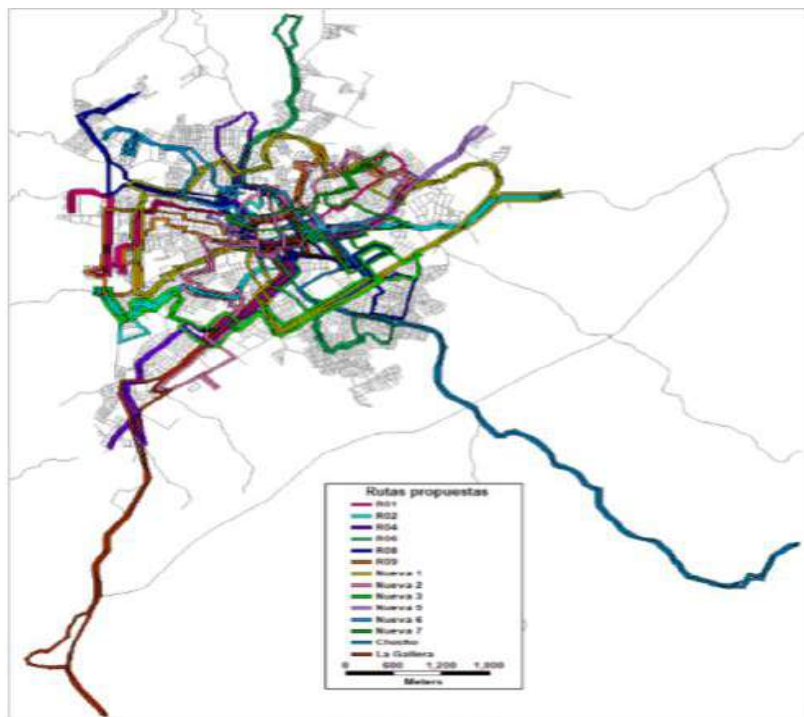 Rutas propuestas
R01
R02
R04
R06
R08
R09
Nueva 1
Nueva 2
Nueva 3
Nueva 5
Nueva 6
Nueva 7
Chocho
La Gallera
0 600 1,200 1,800
Meters